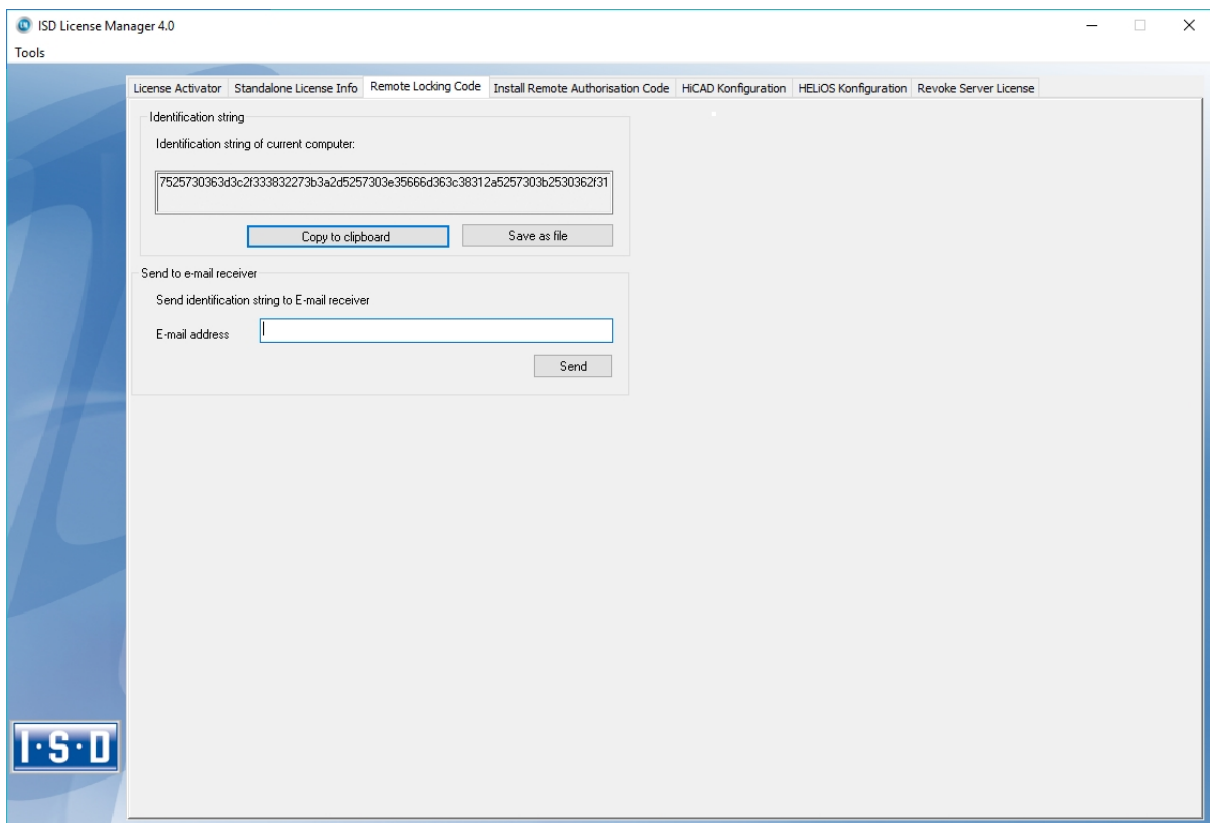 ISD License Manager 4.0
Tools
License Activator Standalone License Info Remote Locking Code Install Remote Authorisation Code HiCAD Konfiguration HELiOS Konfiguration Revoke Server License
Identification string
Identification string of current computer:
7525730363d3c2f333832273b3a2d5257303e35666d363c38312a5257303b2530362f31
Copy to clipboard Save as file
Send to e-mail receiver
Send identification string to E-mail receiver
E-mail address
Send
I·S·D